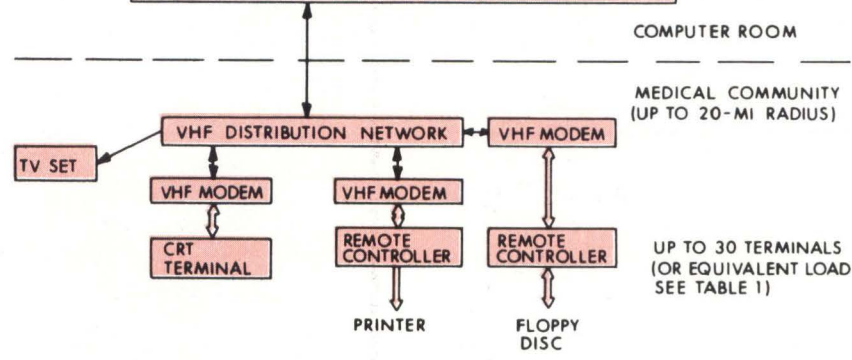 COMPUTER ROOM
MEDICAL COMMUNITY
(UP TO 20-MI RADIUS)
VHF DISTRIBUTION NETWORK
VHF MODEM
TV SET
VHF MODEM
VHF MODEM
CRT
TERMINAL
REMOTE
CONTROLLER
REMOTE
CONTROLLER
UP TO 30 TERMINALS
(OR EQUIVALENT LOAD
SEE TABLE 1)
PRINTER
FLOPPY
DISC